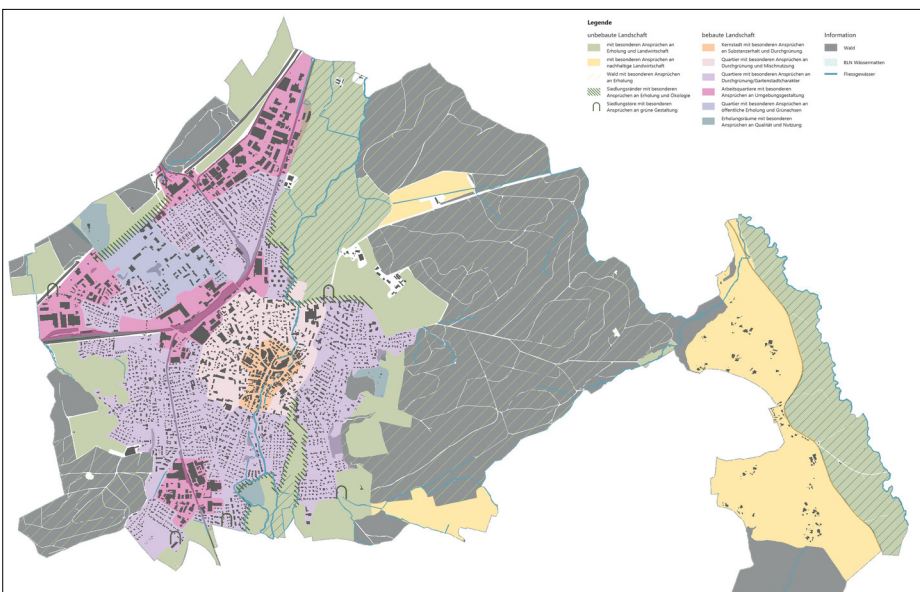 Legende
unbebaute Landschaft
mit besonderen Ansprüchen an
Erholung und Landwirtschaft
mit besonderen Ansprüchen an
nachhaltige Landwirtschaft
Wald mit besonderen Ansprüchen
an Erholung
Siedlungsränder mit besonderen
Ansprüchen an Erholung und Ökologie
Siedlungstore mit besonderen
Ansprüchen an grüne Gestaltung
bebaute Landschaft
Kernstadt mit besonderen Ansprüchen
an Substanzerhalt und Durchgrünung
Quartier mit besonderen Ansprüchen an
Durchgrünung und Mischnutzung
Quartiere mit besonderen Ansprüchen an
Durchgrünung/Gartenstadtcharakter
Arbeitsquartiere mit besonderen
Ansprüchen an Umgebungsgestaltung
Quartier mit besonderen Ansprüchen an
öffentliche Erholung und Grünachsen
Erholungsräume mit besonderen
Ansprüchen an Qualität und Nutzung
Information
Wald
BLN Wässermatten
Fliessgewässer